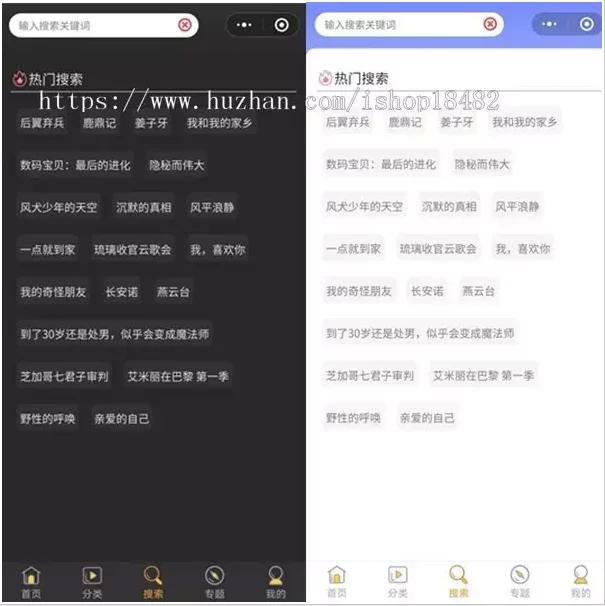 输入搜索关键词
热门搜索
后翼弃兵 鹿鼎记 姜子牙 我和我的家乡
数码宝贝：最后的进化 隐秘而伟大
风犬少年的天空 沉默的真相 风平浪静
一点就到家 琉璃收官云歌会 我，喜欢你
我的奇怪朋友 长安诺 燕云台
到了30岁还是处男，似乎会变成魔法师
芝加哥七君子审判 艾米丽在巴黎 第一季
野性的呼唤 亲爱的自己
首页 分类 搜索 专题 我的
输入搜索关键词
热门搜索
后翼弃兵 鹿鼎记 姜子牙 我和我的家乡
数码宝贝：最后的进化 隐秘而伟大
风犬少年的天空 沉默的真相 风平浪静
一点就到家 琉璃收官云歌会 我，喜欢你
我的奇怪朋友 长安诺 燕云台
到了30岁还是处男，似乎会变成魔法师
芝加哥七君子审判 艾米丽在巴黎 第一季
野性的呼唤 亲爱的自己
首页 分类 搜索 专题 我的
https://www.huzhan.com/ishop18482